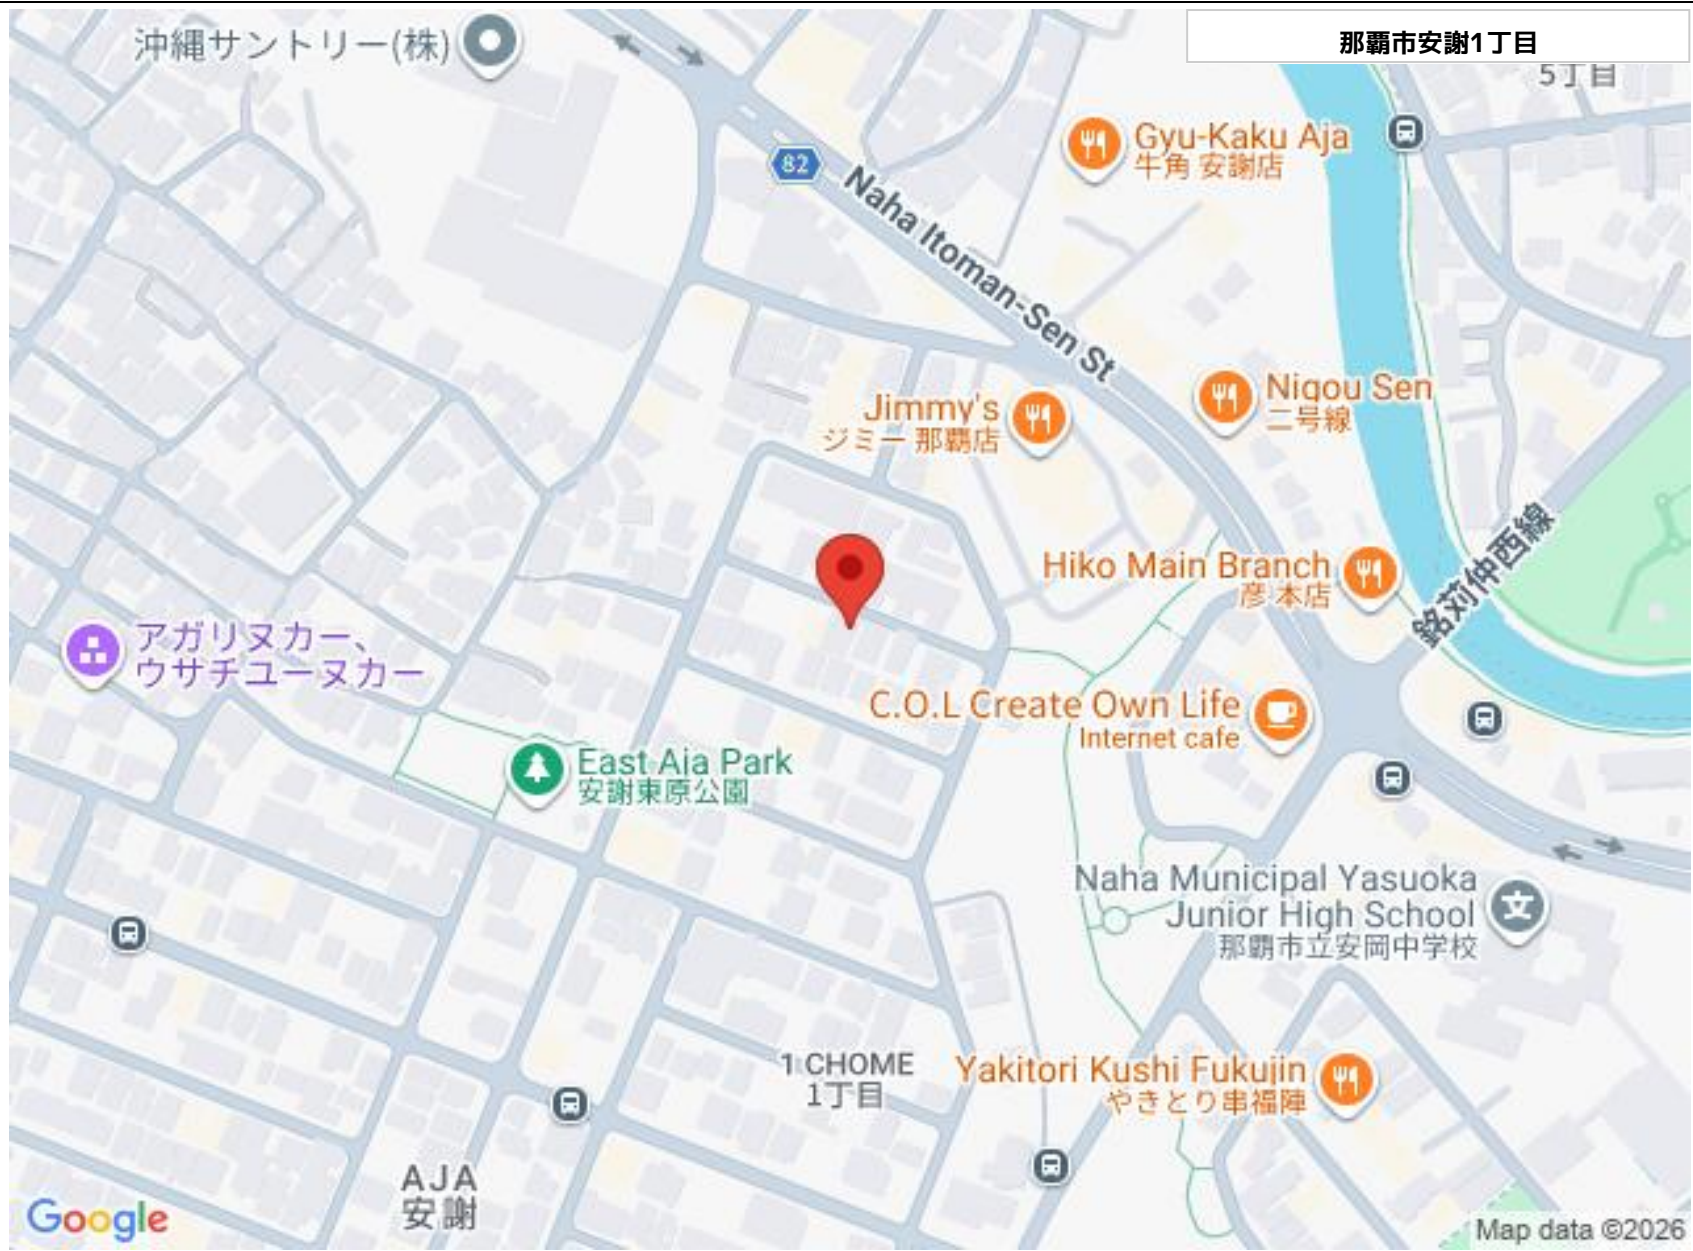 沖縄サントリー(株)
那覇市安謝1丁目
5丁目
Gyu-Kaku Aja
牛角 安謝店
82
Naha Itoman-Sen St
Jimmy's
ジミー 那覇店
Nigou Sen
二号線
Hiko Main Branch
彦 本店
銘苅仲西線
アガリヌカー、
ウサチユーヌカー
C.O.L Create Own Life
Internet cafe
East Aja Park
安謝東原公園
Naha Municipal Yasuoka
Junior High School
那覇市立安岡中学校
文
1 CHOME
1丁目
Yakitori Kushi Fukujin
やきとり串福陣
AJA
安謝
Google
Map data ©2026